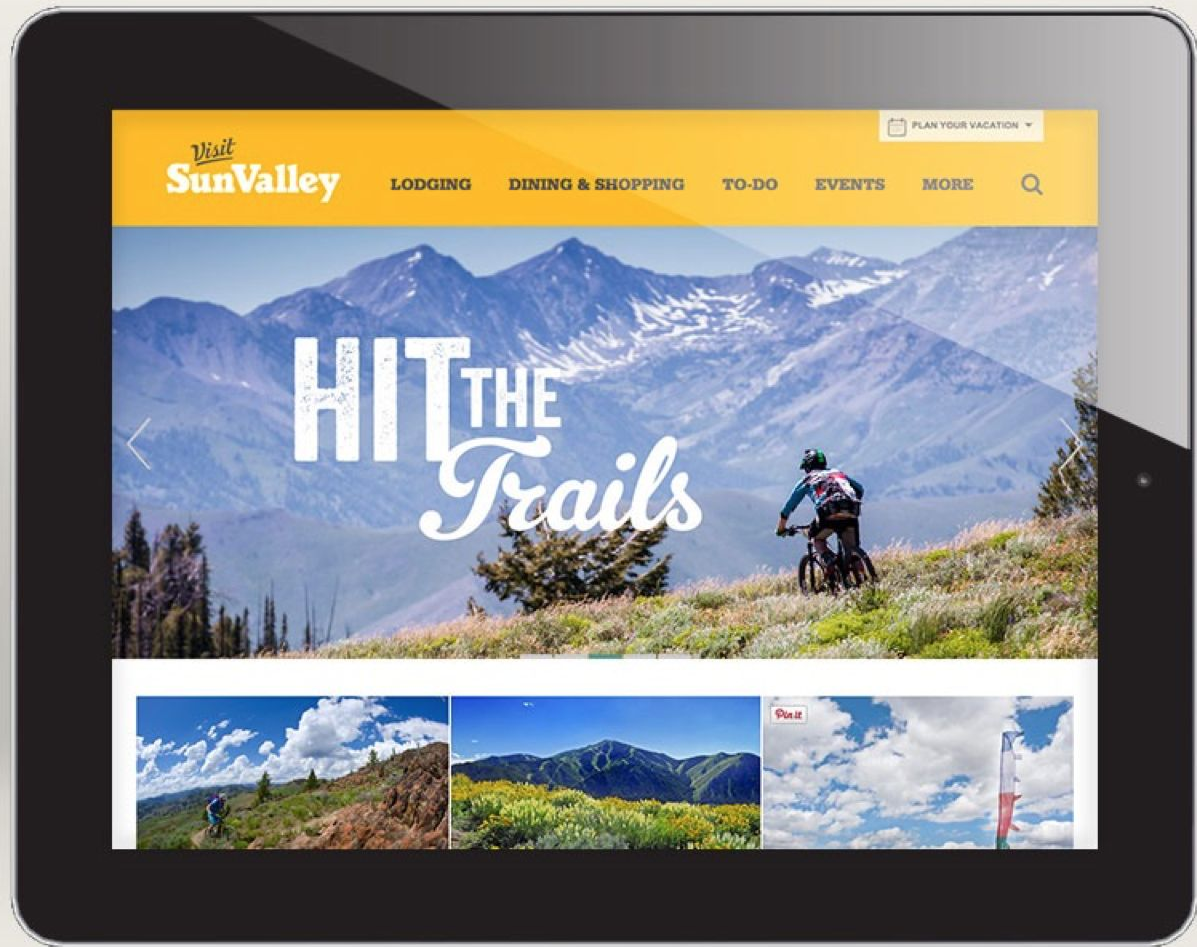 PLAN YOUR VACATION
Visit
SunValley
LODGING DINING & SHOPPING TO-DO EVENTS MORE
HIT THE
Trails
Pin it